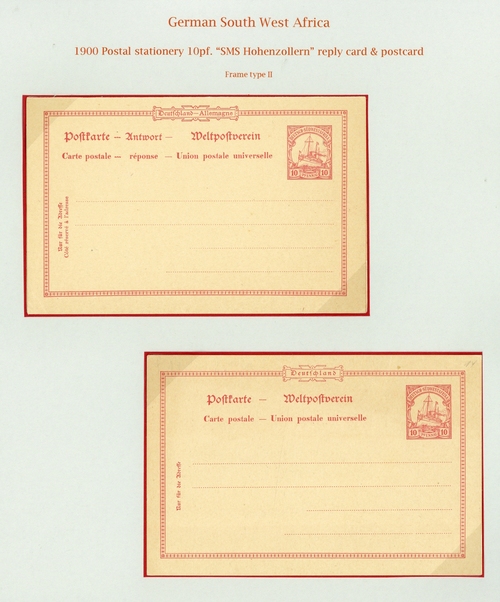 German South West Africa
1900 Postal stationery 10pf. “SMS Hohenzollern” reply card & postcard
Frame type II
Deutschland—Allemagne
Postkarte — Antwort — Weltpostverein
Carte postale — réponse — Union postale universelle
10 10
Nur für die Adresse
Côté réservé à l'adresse
Deutschland
Postkarte — Weltpostverein
Carte postale — Union postale universelle
10 10
Nur für die Adresse